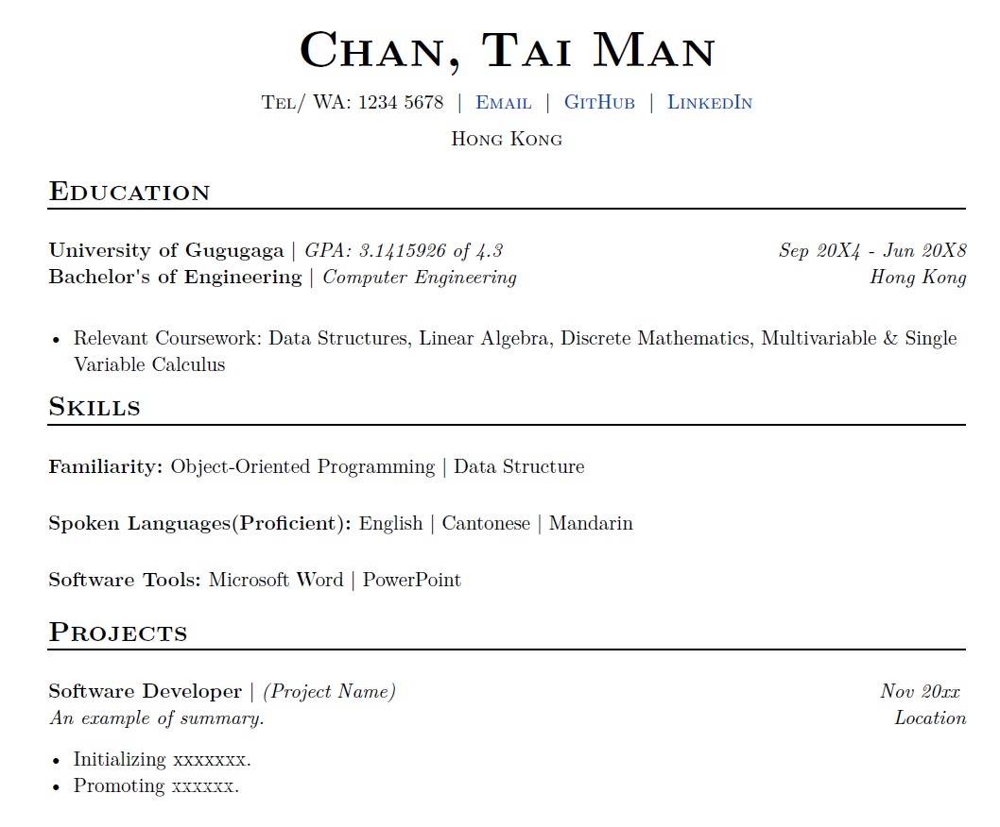 Chan, Tai Man
Tel/ WA: 1234 5678 | Email | GitHub | LinkedIn
Hong Kong
Education
University of Gugugaga | GPA: 3.1415926 of 4.3 Sep 20X4 - Jun 20X8
Bachelor's of Engineering | Computer Engineering Hong Kong
• Relevant Coursework: Data Structures, Linear Algebra, Discrete Mathematics, Multivariable & Single
Variable Calculus
Skills
Familiarity: Object-Oriented Programming | Data Structure
Spoken Languages(Proficient): English | Cantonese | Mandarin
Software Tools: Microsoft Word | PowerPoint
Projects
Software Developer | (Project Name) Nov 20xx
An example of summary. Location
• Initializing xxxxxxx.
• Promoting xxxxxx.